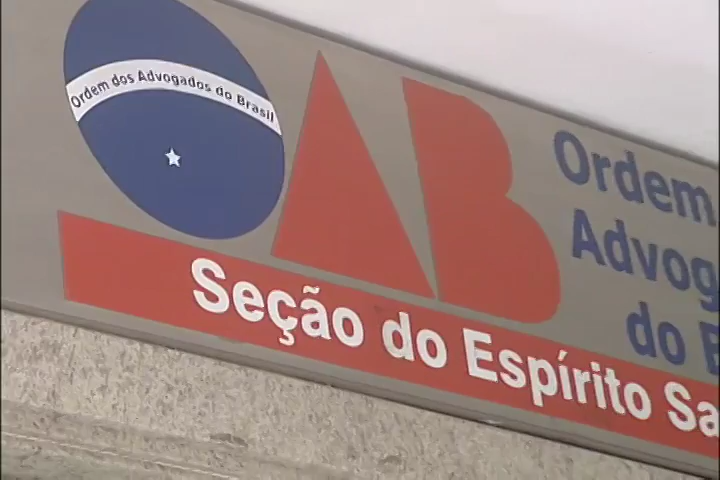 Ordem dos Advogados do Brasil
OAB
Ordem
Advog
do B
Seção do Espírito Sa